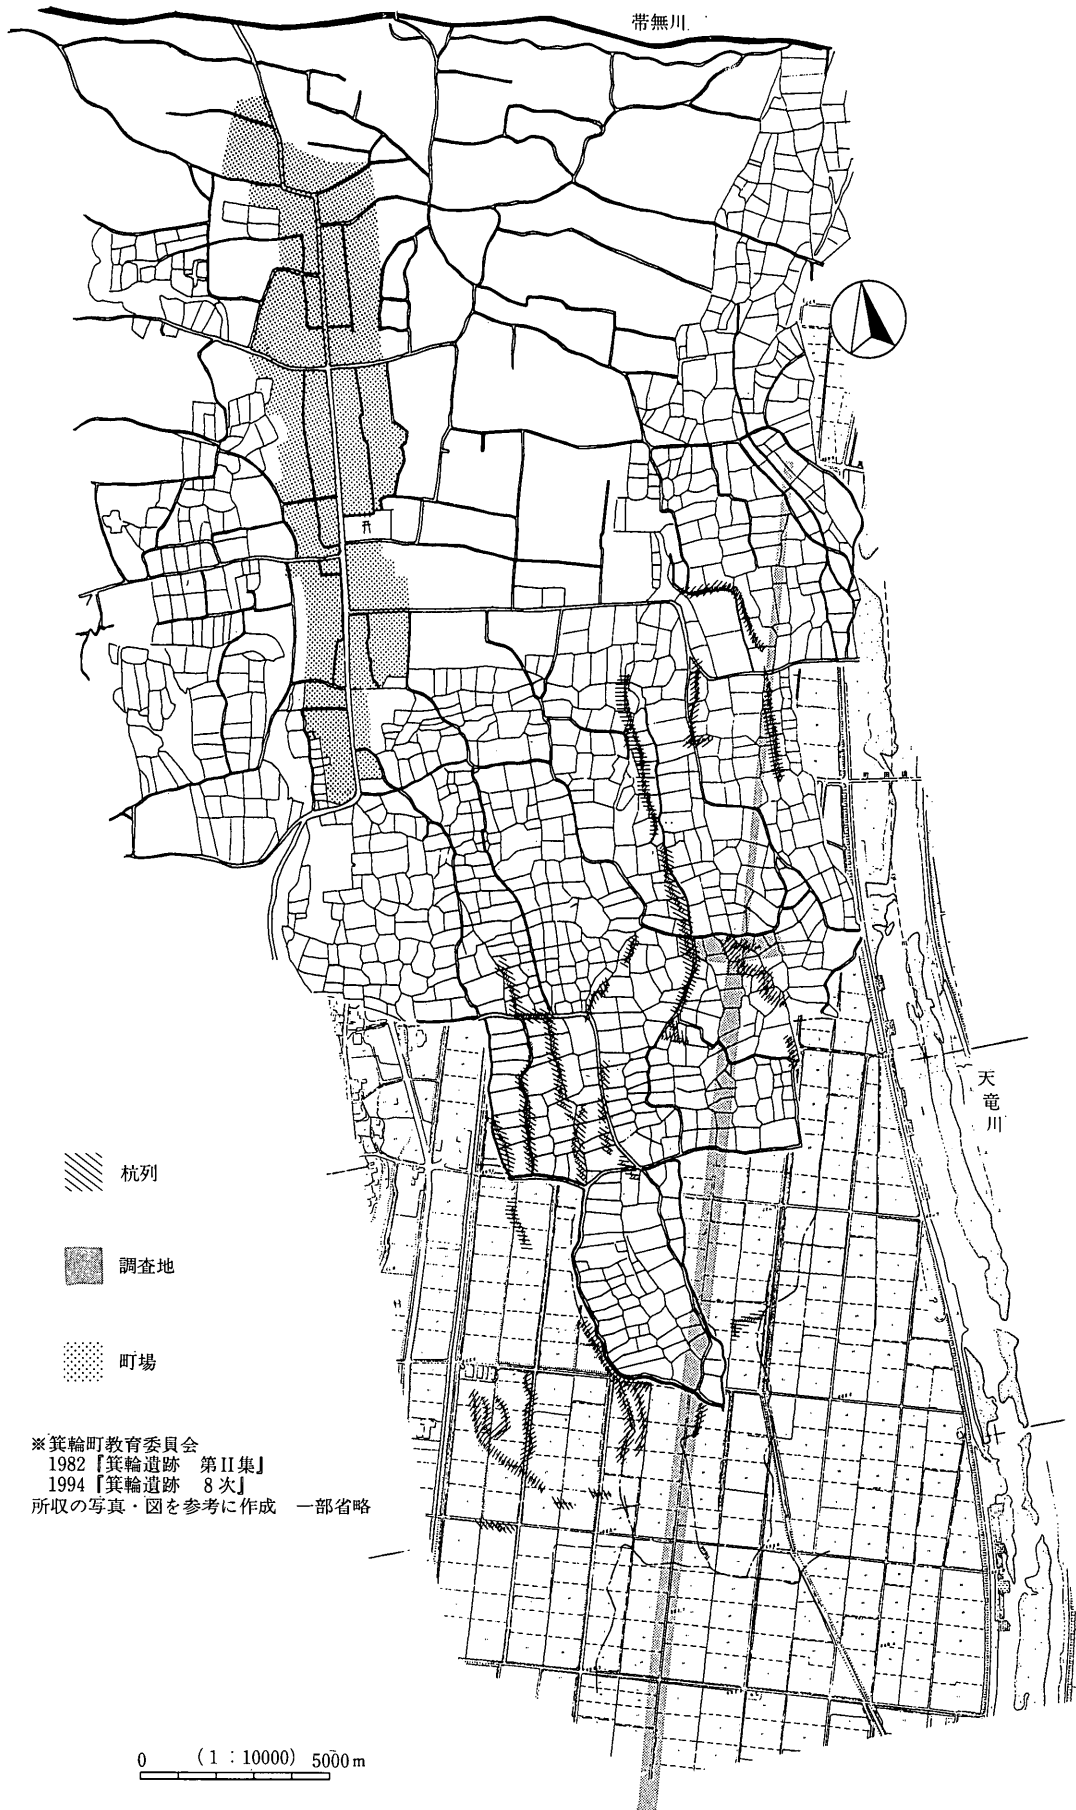 帯無川
天竜川
杭列
調査地
町場
※箕輪町教育委員会
1982『箕輪遺跡 第Ⅱ集』
1994『箕輪遺跡 8次』
所収の写真・図を参考に作成 一部省略
0 (1:10000) 5000m